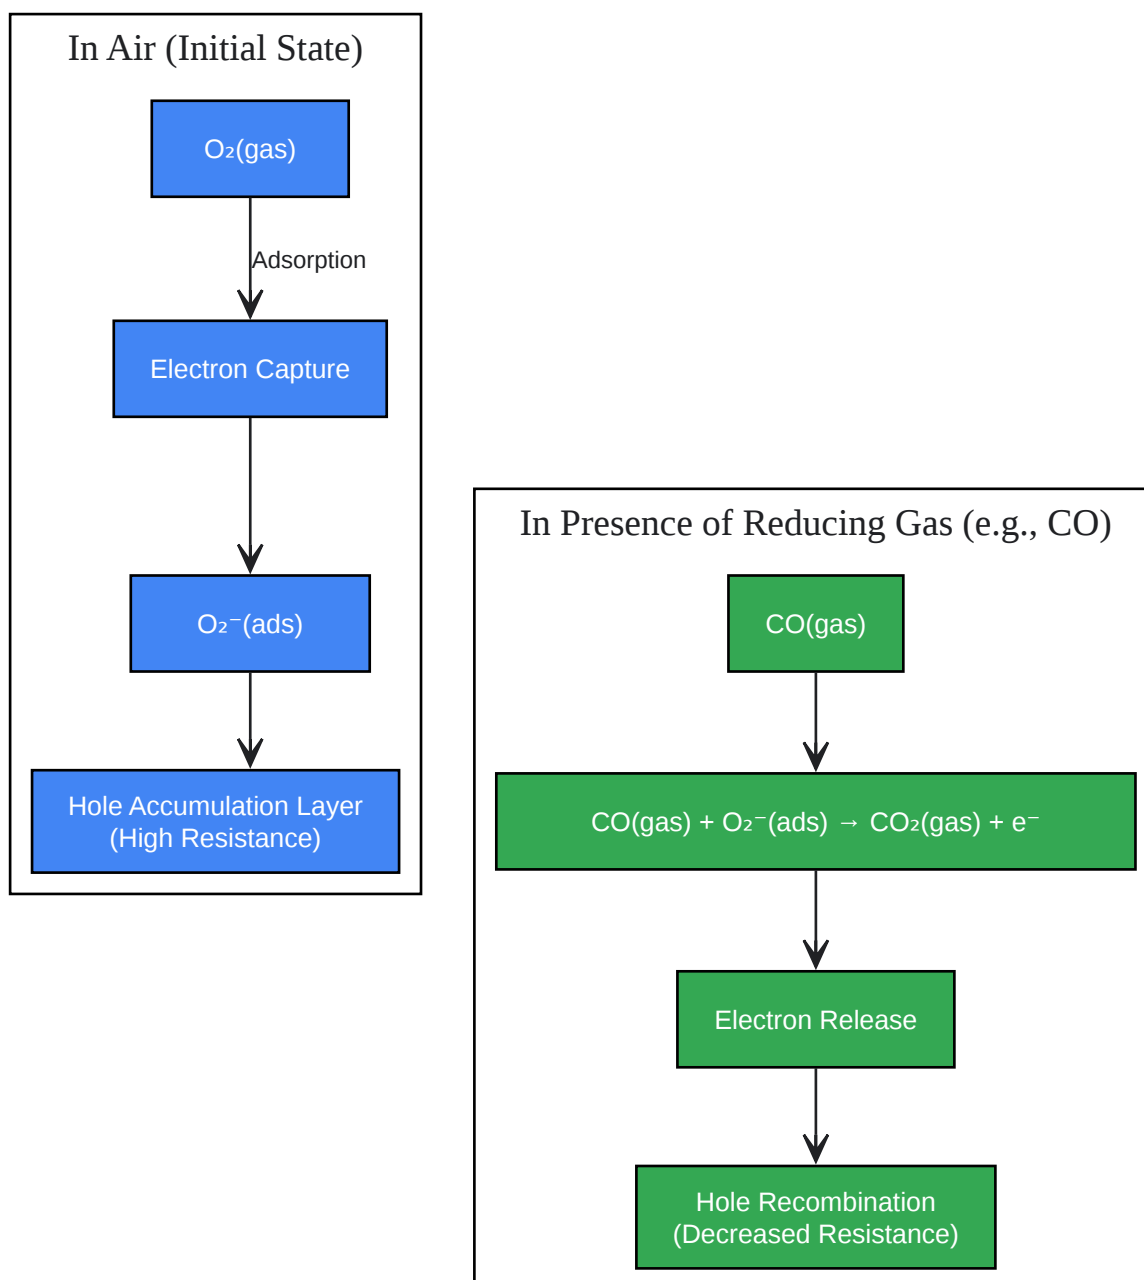 In Air (Initial State)
O₂(gas)
Adsorption
Electron Capture
O₂⁻(ads)
Hole Accumulation Layer
(High Resistance)
In Presence of Reducing Gas (e.g., CO)
CO(gas)
CO(gas) + O₂⁻(ads) → CO₂(gas) + e⁻
Electron Release
Hole Recombination
(Decreased Resistance)